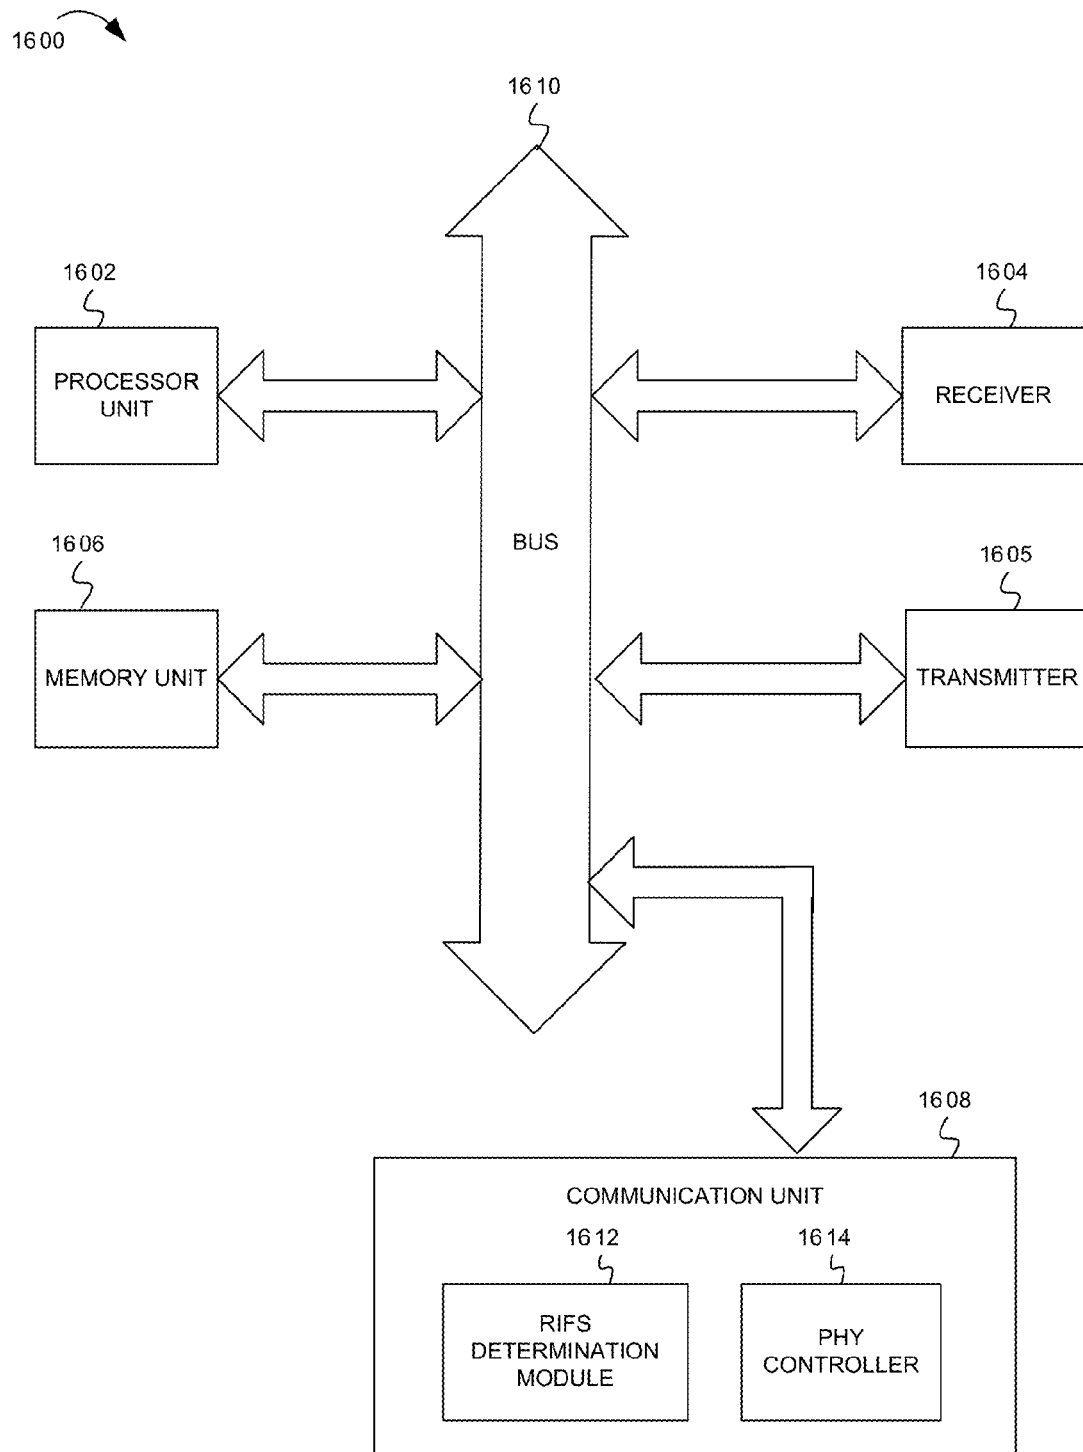 1600
1610
1602
1604
PROCESSOR
UNIT
RECEIVER
BUS
1606
1605
MEMORY UNIT
TRANSMITTER
1608
COMMUNICATION UNIT
1612
1614
RIFS
DETERMINATION
MODULE
PHY
CONTROLLER